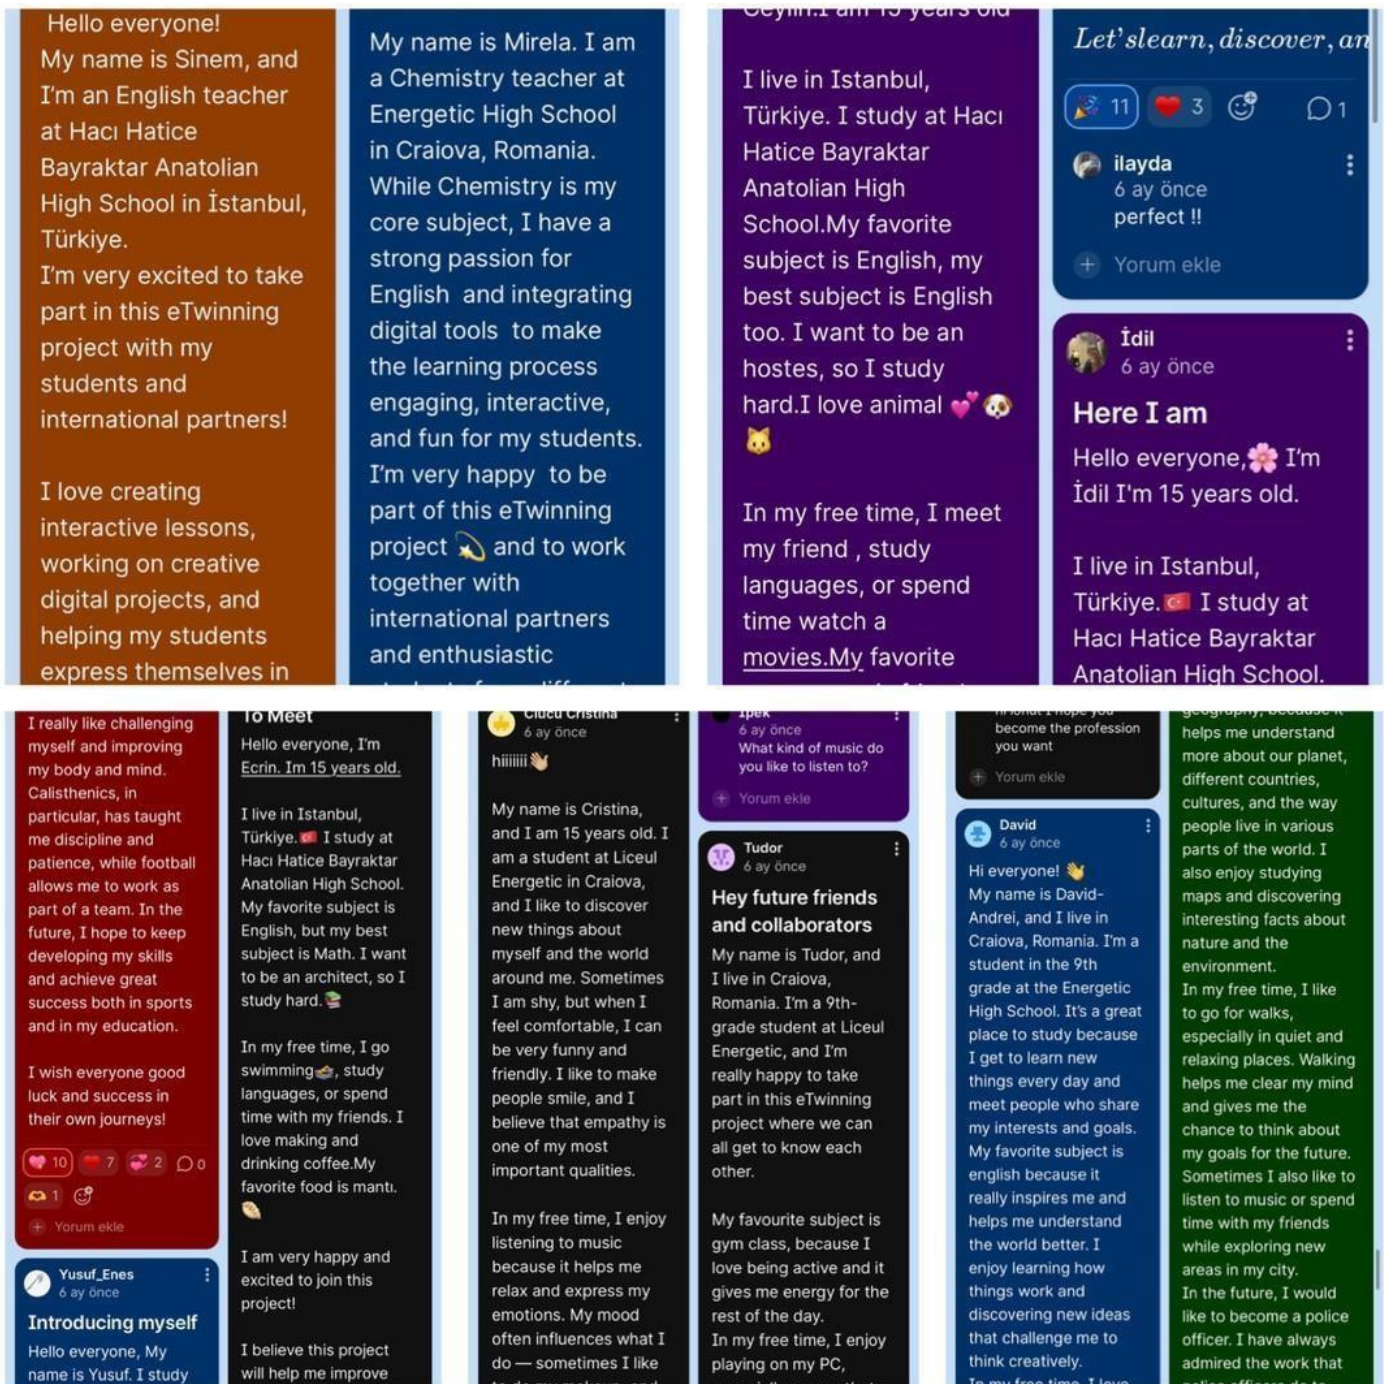 Hello everyone!
My name is Sinem, and
I'm an English teacher
at Hacı Hatice
Bayraktar Anatolian
High School in İstanbul,
Türkiye.
I'm very excited to take
part in this eTwinning
project with my
students and
international partners!
I love creating
interactive lessons,
working on creative
digital projects, and
helping my students
express themselves in
My name is Mirela. I am
a Chemistry teacher at
Energetic High School
in Craiova, Romania.
While Chemistry is my
core subject, I have a
strong passion for
English and integrating
digital tools to make
the learning process
engaging, interactive,
and fun for my students.
I'm very happy to be
part of this eTwinning
project 💫 and to work
together with
international partners
and enthusiastic
Ceylin.I am 15 years old
I live in Istanbul,
Türkiye. I study at Hacı
Hatice Bayraktar
Anatolian High
School.My favorite
subject is English, my
best subject is English
too. I want to be an
hostes, so I study
hard.I love animal 💕🐶
🐱
In my free time, I meet
my friend , study
languages, or spend
time watch a
movies.My favorite
Let'slearn,discover,an
🎉 11 ❤️ 3 1
ilayda
6 ay önce
perfect !!
Yorum ekle
İdil
6 ay önce
Here I am
Hello everyone,🌸 I'm
İdil I'm 15 years old.
I live in Istanbul,
Türkiye.🇹🇷 I study at
Hacı Hatice Bayraktar
Anatolian High School.
I really like challenging
myself and improving
my body and mind.
Calisthenics, in
particular, has taught
me discipline and
patience, while football
allows me to work as
part of a team. In the
future, I hope to keep
developing my skills
and achieve great
success both in sports
and in my education.
I wish everyone good
luck and success in
their own journeys!
💗 10 ❤️ 7 💞 2 0
🫶 1
Yorum ekle
Yusuf_Enes
6 ay önce
Introducing myself
Hello everyone, My
name is Yusuf. I study
To Meet
Hello everyone, I'm
Ecrin. Im 15 years old.
I live in Istanbul,
Türkiye.🇹🇷 I study at
Hacı Hatice Bayraktar
Anatolian High School.
My favorite subject is
English, but my best
subject is Math. I want
to be an architect, so I
study hard.📚
In my free time, I go
swimming🏊, study
languages, or spend
time with my friends. I
love making and
drinking coffee.My
favorite food is mantı.
🥟
I am very happy and
excited to join this
project!
I believe this project
will help me improve
Ciucu Cristina
6 ay önce
hiiiiiii👋🏼
My name is Cristina,
and I am 15 years old. I
am a student at Liceul
Energetic in Craiova,
and I like to discover
new things about
myself and the world
around me. Sometimes
I am shy, but when I
feel comfortable, I can
be very funny and
friendly. I like to make
people smile, and I
believe that empathy is
one of my most
important qualities.
In my free time, I enjoy
listening to music
because it helps me
relax and express my
emotions. My mood
often influences what I
do — sometimes I like
İpek
6 ay önce
What kind of music do
you like to listen to?
Yorum ekle
Tudor
6 ay önce
Hey future friends
and collaborators
My name is Tudor, and
I live in Craiova,
Romania. I'm a 9th-
grade student at Liceul
Energetic, and I'm
really happy to take
part in this eTwinning
project where we can
all get to know each
other.
My favourite subject is
gym class, because I
love being active and it
gives me energy for the
rest of the day.
In my free time, I enjoy
playing on my PC,
I hope you
become the profession
you want
Yorum ekle
David
6 ay önce
Hi everyone! 👋
My name is David-
Andrei, and I live in
Craiova, Romania. I'm a
student in the 9th
grade at the Energetic
High School. It's a great
place to study because
I get to learn new
things every day and
meet people who share
my interests and goals.
My favorite subject is
english because it
really inspires me and
helps me understand
the world better. I
enjoy learning how
things work and
discovering new ideas
that challenge me to
think creatively.
In my free time, I love
geography, because it
helps me understand
more about our planet,
different countries,
cultures, and the way
people live in various
parts of the world. I
also enjoy studying
maps and discovering
interesting facts about
nature and the
environment.
In my free time, I like
to go for walks,
especially in quiet and
relaxing places. Walking
helps me clear my mind
and gives me the
chance to think about
my goals for the future.
Sometimes I also like to
listen to music or spend
time with my friends
while exploring new
areas in my city.
In the future, I would
like to become a police
officer. I have always
admired the work that